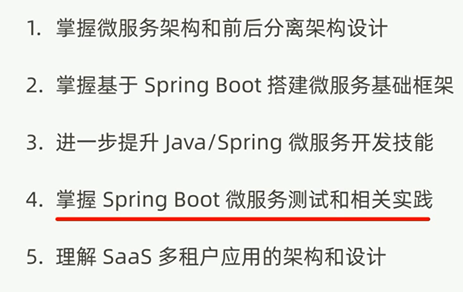 1. 掌握微服务架构和前后分离架构设计
2. 掌握基于 Spring Boot 搭建微服务基础框架
3. 进一步提升 Java/Spring 微服务开发技能
4. 掌握 Spring Boot 微服务测试和相关实践
5. 理解 SaaS 多租户应用的架构和设计